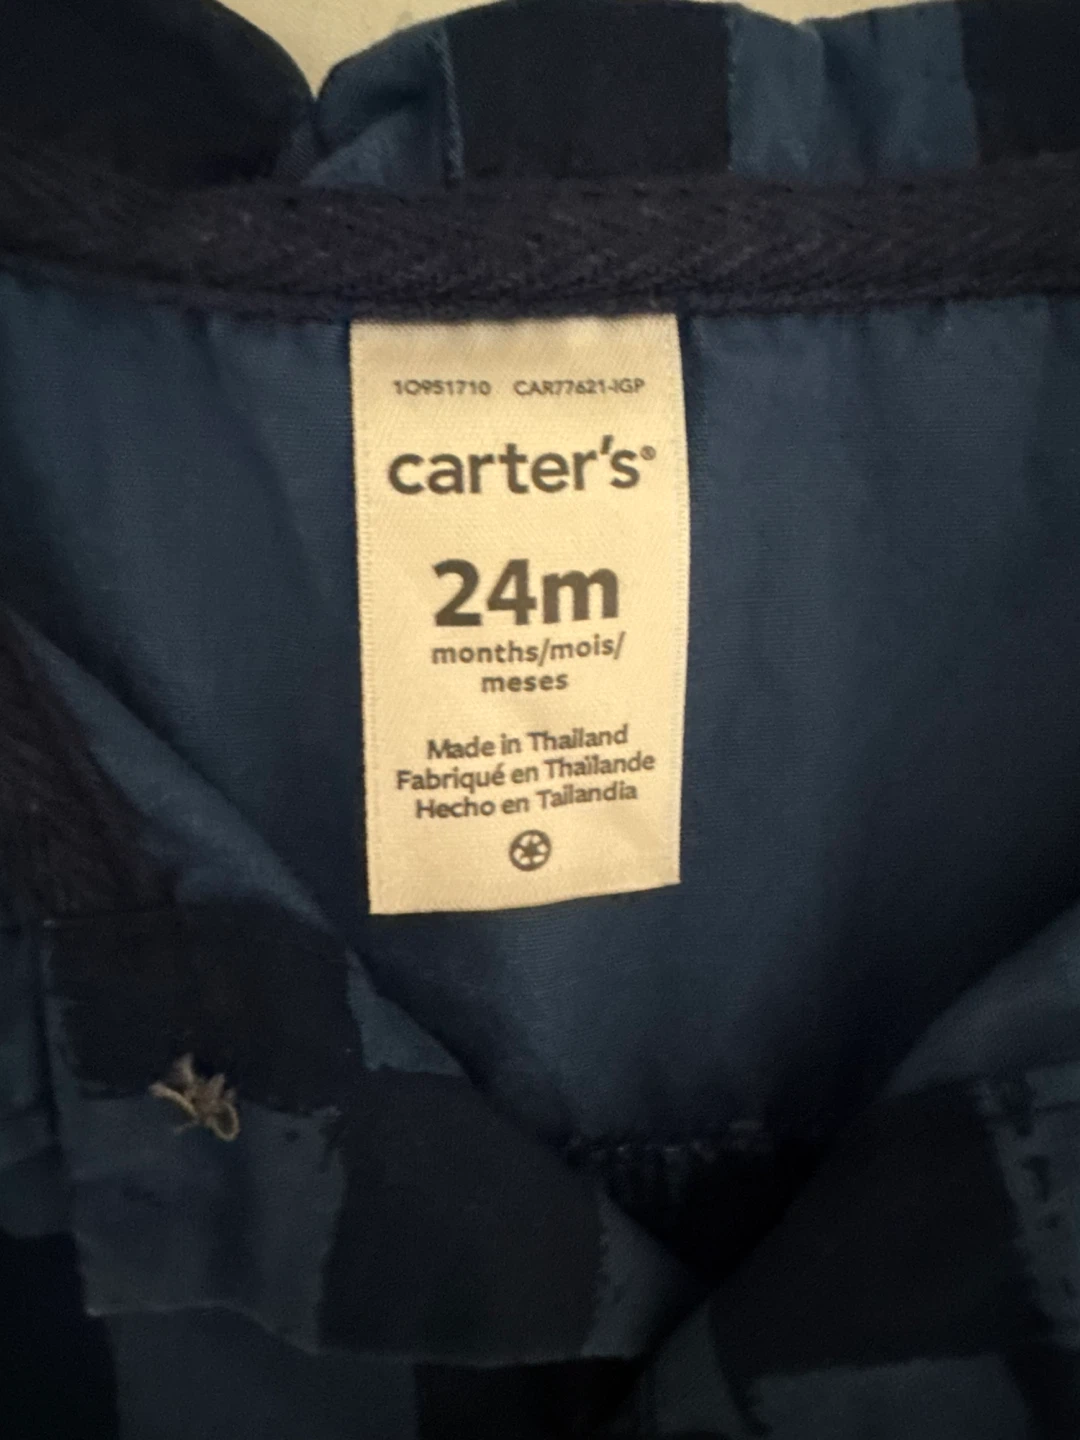 1O951710 CAR77621-IGP
carter's®
24m
months/mois/
meses
Made in Thailand
Fabriqué en Thaïlande
Hecho en Tailandia